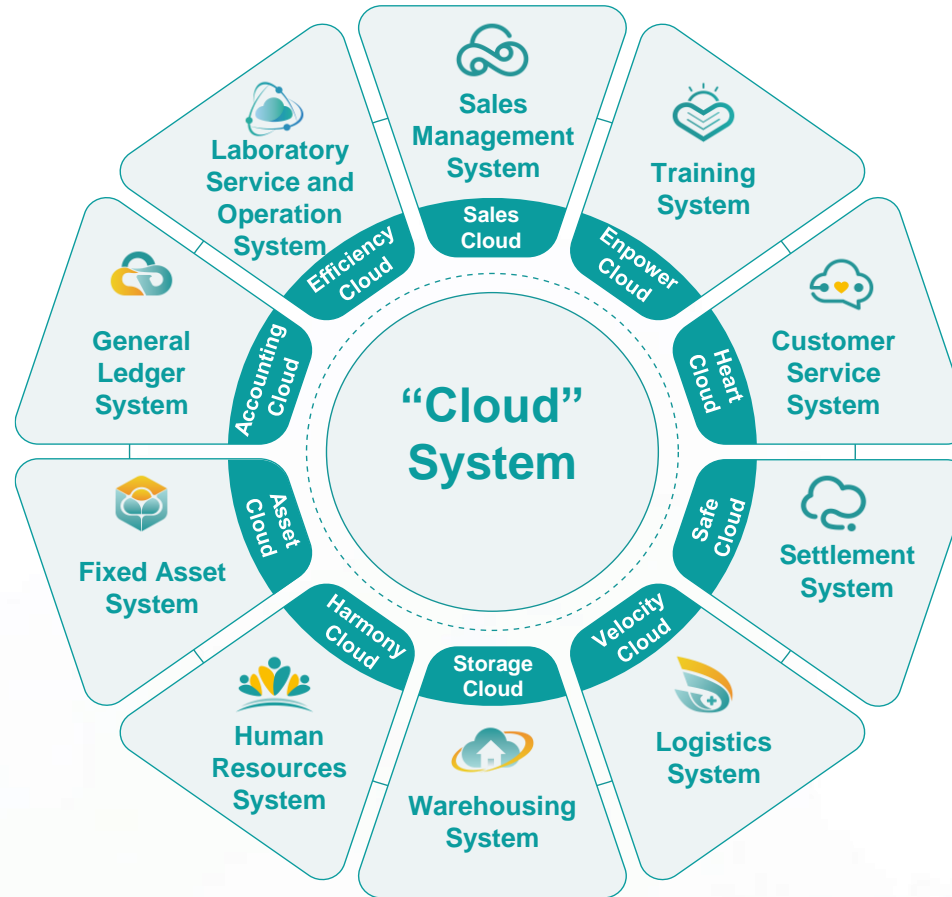 Sales
Management
System
Sales
Cloud
Training
System
Enpower
Cloud
Customer
Service
System
Heart
Cloud
Settlement
System
Safe
Cloud
Logistics
System
Velocity
Cloud
Warehousing
System
Storage
Cloud
Human
Resources
System
Harmony
Cloud
Fixed Asset
System
Asset
Cloud
General
Ledger
System
Accounting
Cloud
Laboratory
Service and
Operation
System
Efficiency
Cloud
“Cloud”
System